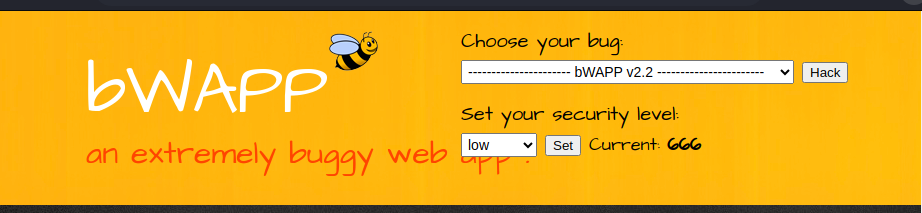 bWAPP
an extremely buggy web app !
Choose your bug:
---------------------- bWAPP v2.2 -----------------------
Hack
Set your security level:
low
Set
Current: 666